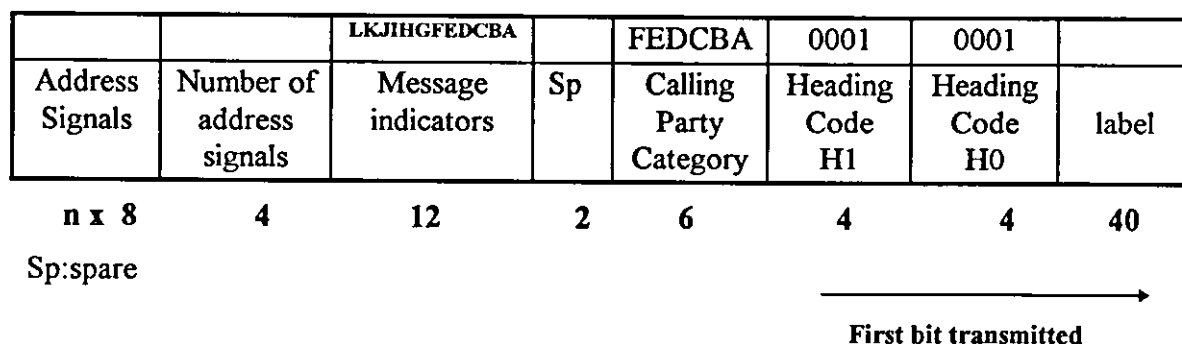 LKJIHGFEDCBA FEDCBA 0001 0001
Address Signals Number of address signals Message indicators Sp Calling Party Category Heading Code H1 Heading Code H0 label
n x 8 4 12 2 6 4 4 40
Sp:spare
First bit transmitted